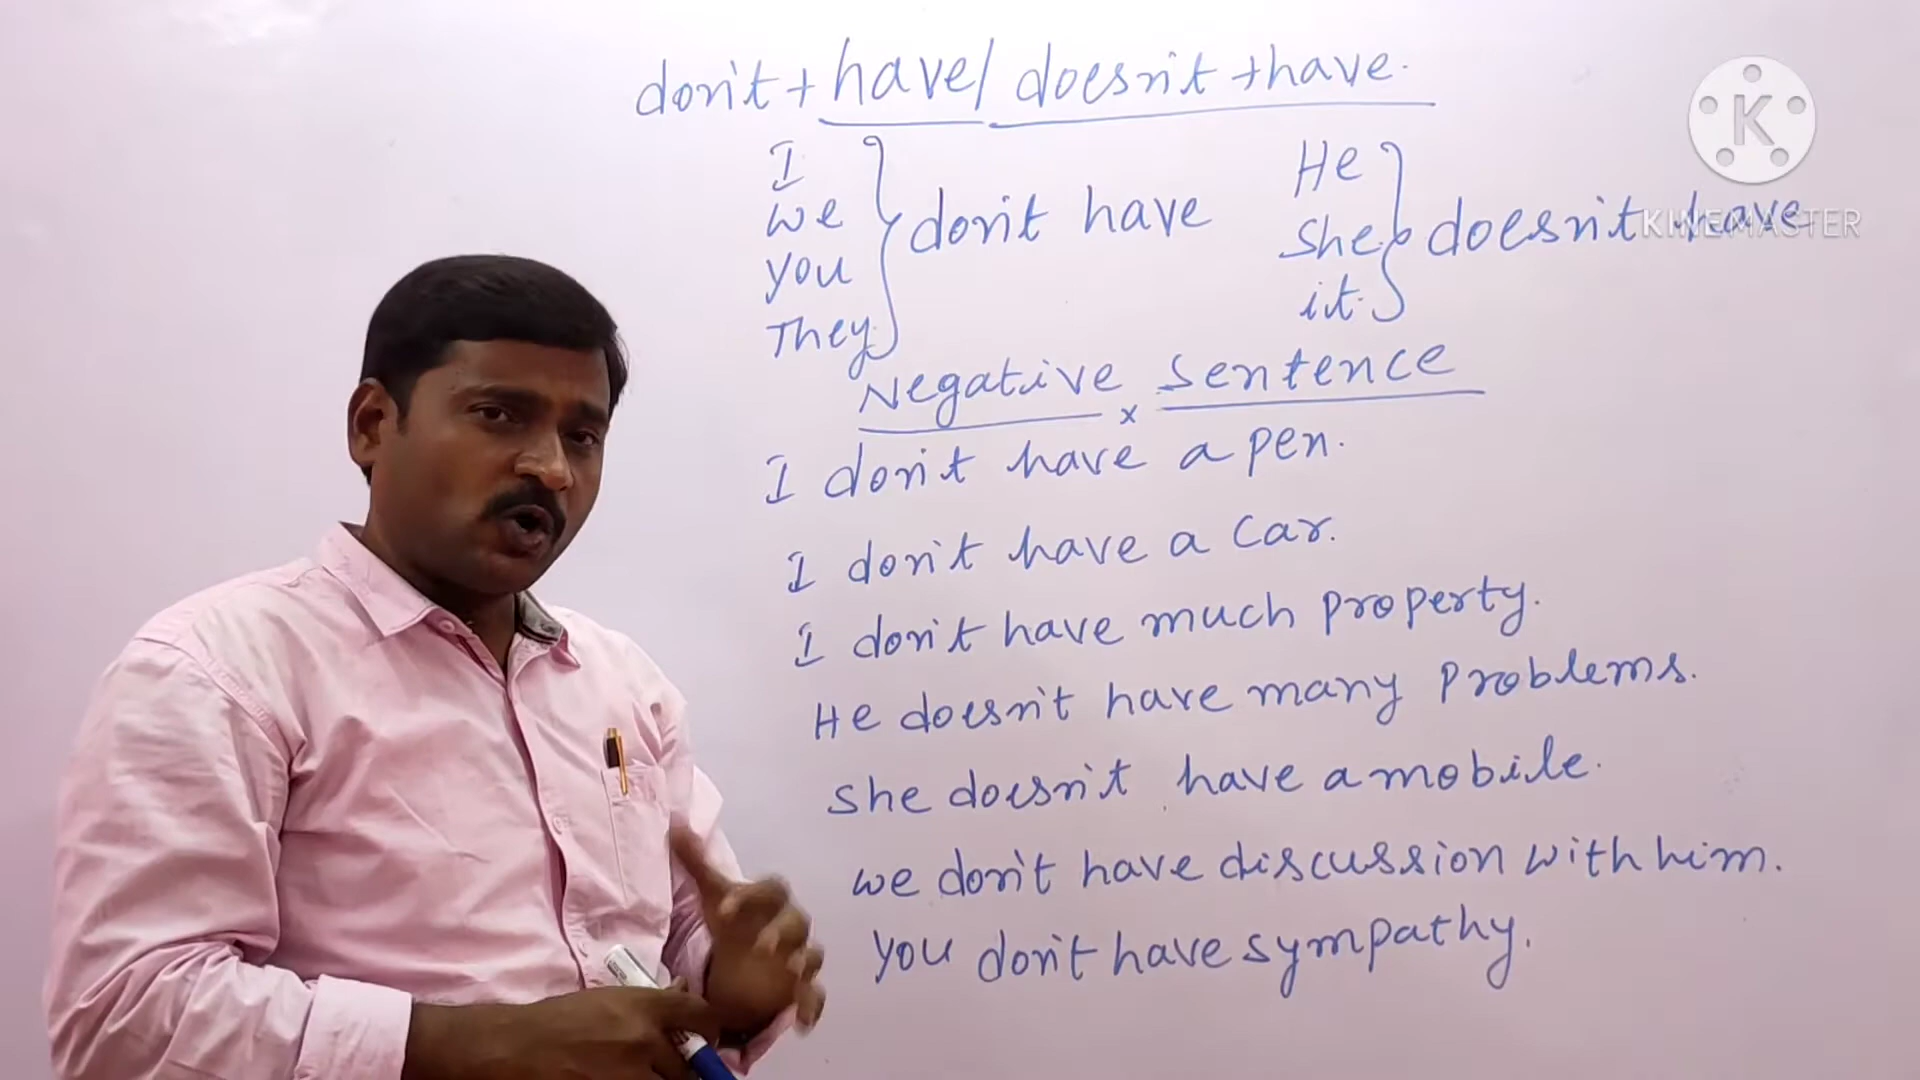 don't + have / doesn't + have.
I
We
You
They
don't have
He
She
it.
doesn't have
K
KINEMASTER
Negative x Sentence
I don't have a pen.
I don't have a car.
I don't have much property.
He doesn't have many problems.
she doesn't have a mobile.
we don't have discussion with him.
you don't have sympathy.